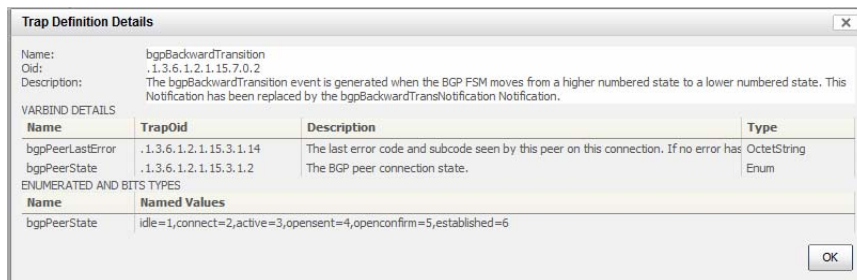 Trap Definition Details
Name: bgpBackwardTransition
Oid: .1.3.6.1.2.1.15.7.0.2
Description: The bgpBackwardTransition event is generated when the BGP FSM moves from a higher numbered state to a lower numbered state. This
Notification has been replaced by the bgpBackwardTransNotification Notification.
VARBIND DETAILS
Name TrapOid Description Type
bgpPeerLastError .1.3.6.1.2.1.15.3.1.14 The last error code and subcode seen by this peer on this connection. If no error has OctetString
bgpPeerState .1.3.6.1.2.1.15.3.1.2 The BGP peer connection state. Enum
ENUMERATED AND BITS TYPES
Name Named Values
bgpPeerState idle=1,connect=2,active=3,opensent=4,openconfirm=5,established=6
OK